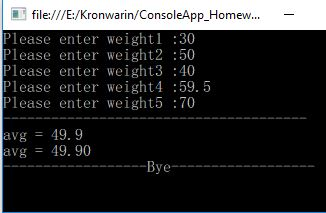 file:///E:/Kronwarin/ConsoleApp_Homew...
Please enter weight1 :30
Please enter weight2 :50
Please enter weight3 :40
Please enter weight4 :59.5
Please enter weight5 :70
--------------------------------------
avg = 49.9
avg = 49.90
------------------Bye------------------